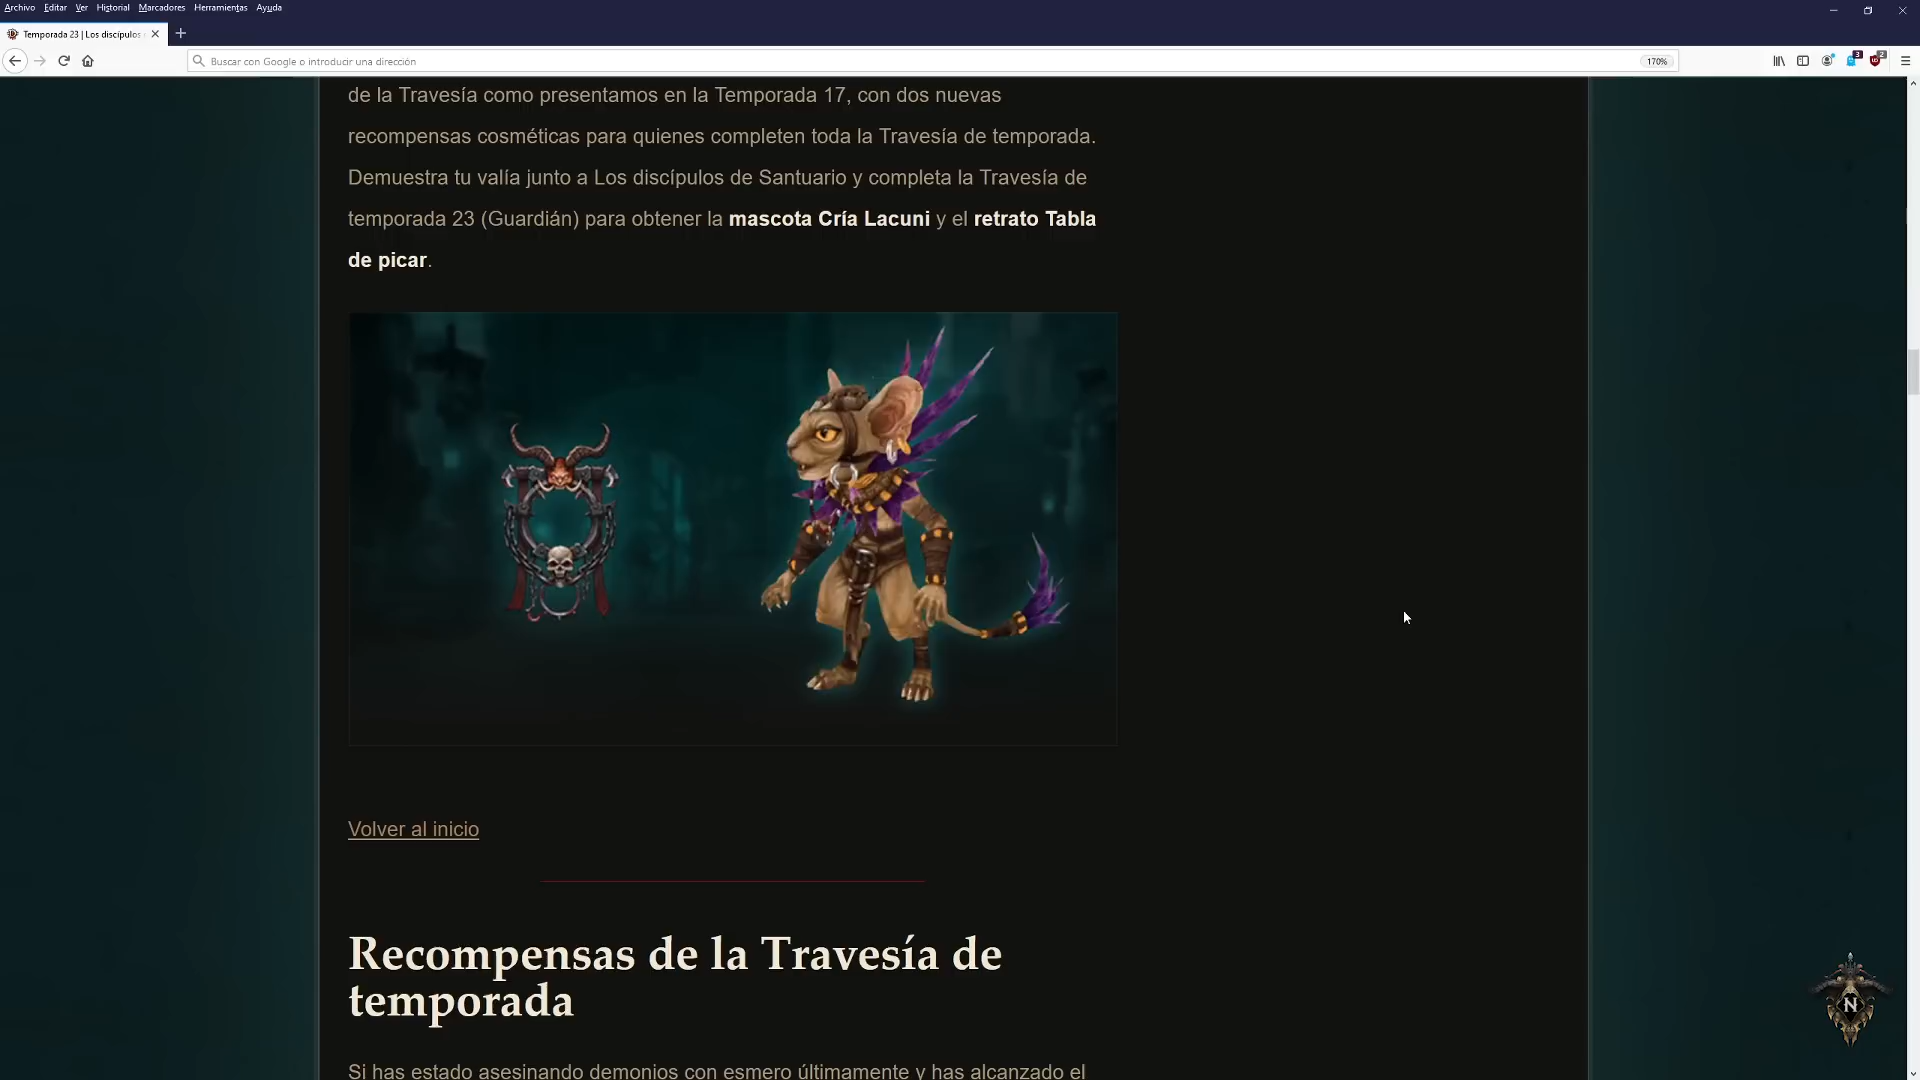 Archivo Editar Ver Historial Marcadores Herramientas Ayuda
Temporada 23 | Los discípulos
Buscar con Google o introducir una dirección
170%
3
2
de la Travesía como presentamos en la Temporada 17, con dos nuevas
recompensas cosméticas para quienes completen toda la Travesía de temporada.
Demuestra tu valía junto a Los discípulos de Santuario y completa la Travesía de
temporada 23 (Guardián) para obtener la mascota Cría Lacuni y el retrato Tabla
de picar.
Volver al inicio
Recompensas de la Travesía de
temporada
Si has estado asesinando demonios con esmero últimamente y has alcanzado el
N